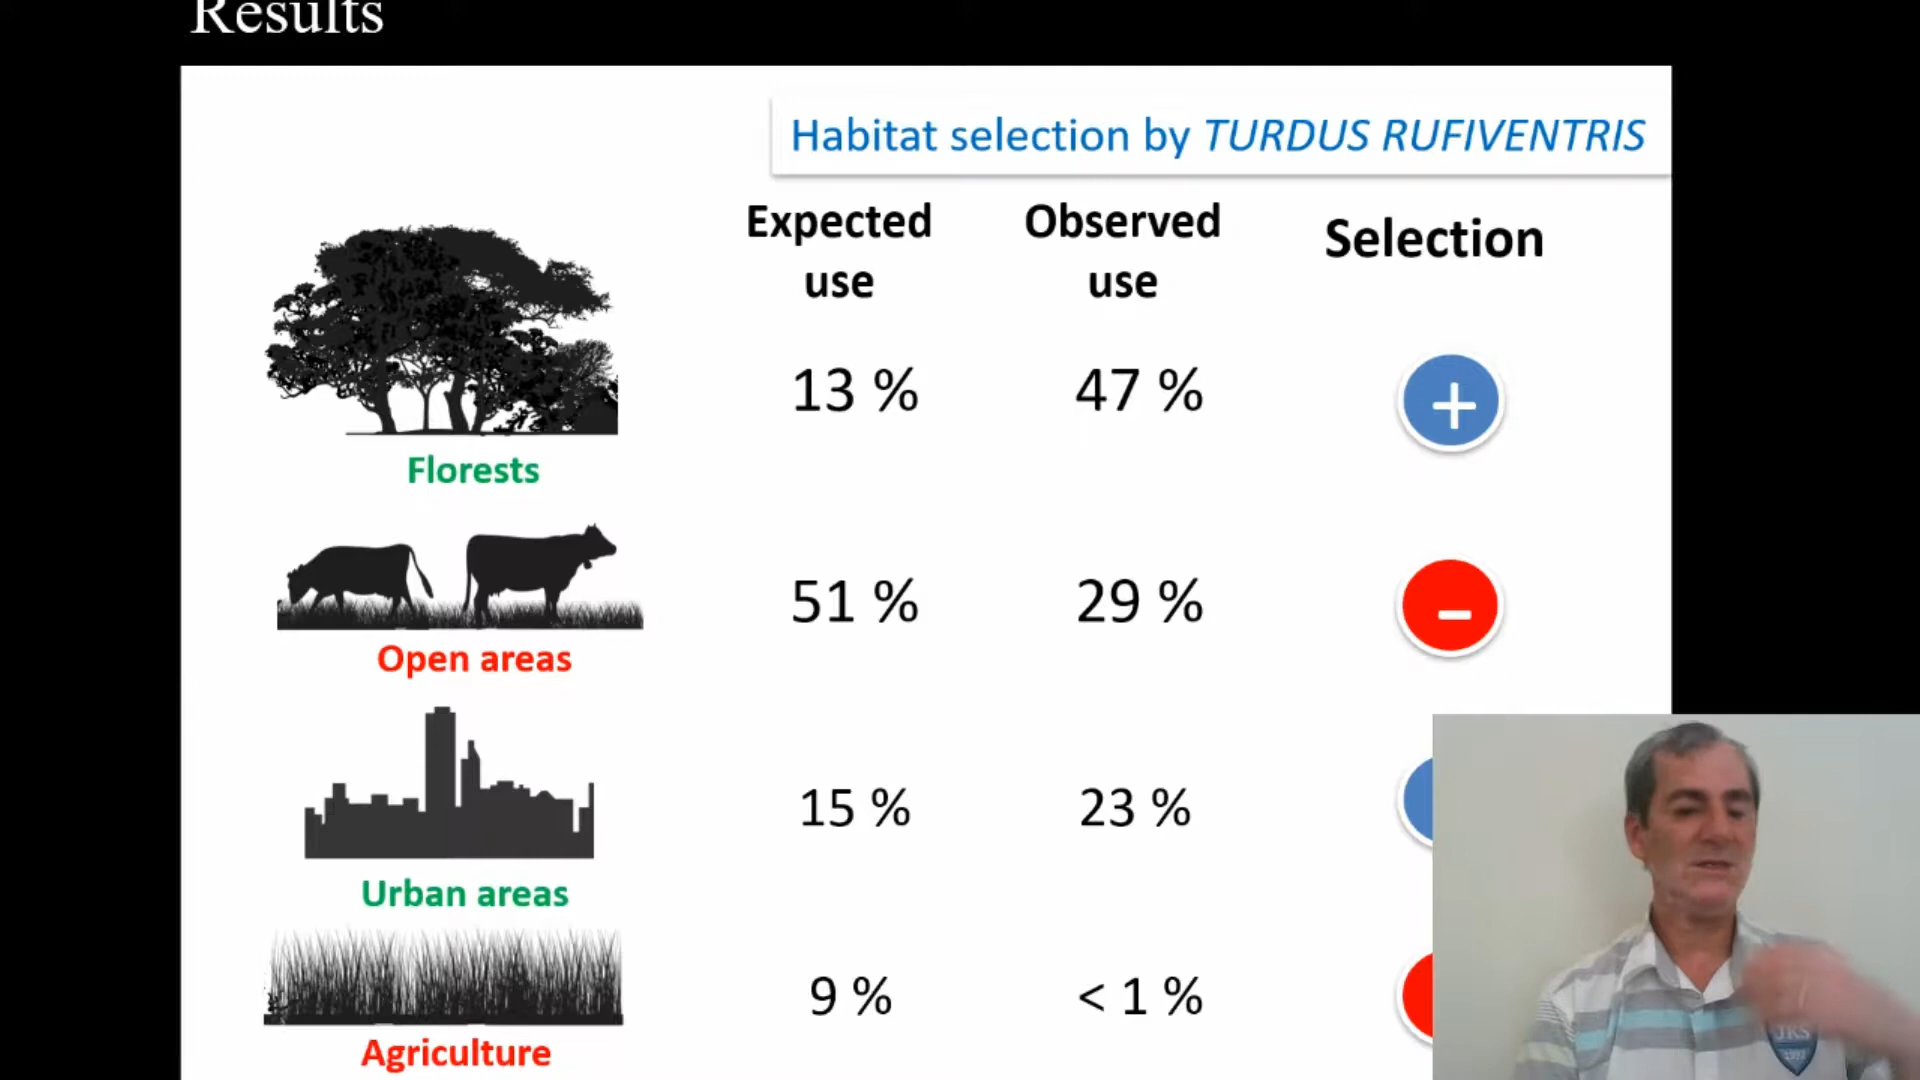 Results
Habitat selection by TURDUS RUFIVENTRIS
Expected use
Observed use
Selection
13 %
47 %
+
Florests
51 %
29 %
-
Open areas
15 %
23 %
Urban areas
9 %
< 1 %
Agriculture
JKS